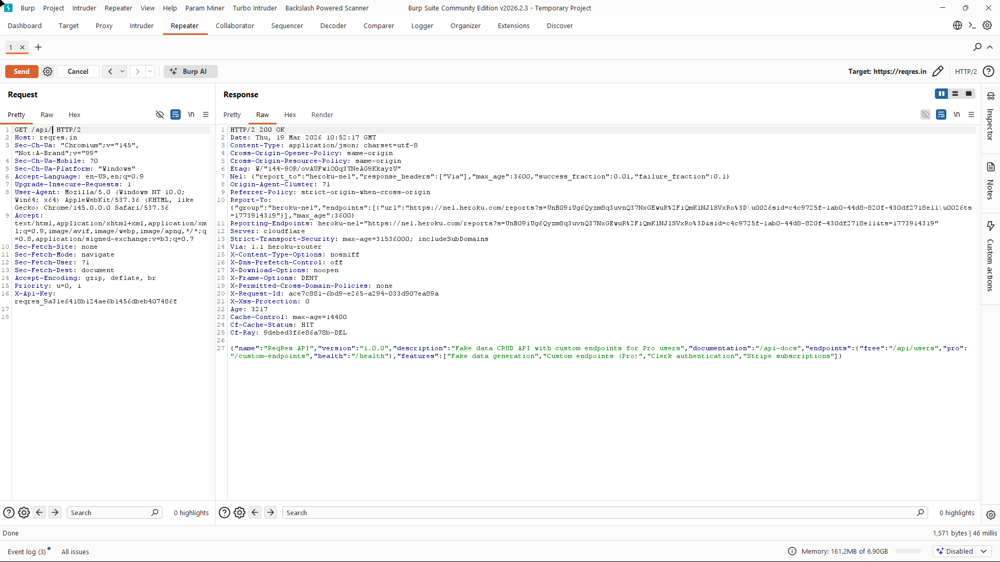 Burp Project Intruder Repeater View Help Param Miner Turbo Intruder Backslash Powered Scanner Burp Suite Community Edition v2026.2.3 - Temporary Project
Dashboard Target Proxy Intruder Repeater Collaborator Sequencer Decoder Comparer Logger Organizer Extensions Discover
1
Send Cancel Burp AI Target: https://reqres.in HTTP/2
Request
Pretty Raw Hex \n
1 GET /api/ HTTP/2
2 Host: reqres.in
3 Sec-Ch-Ua: "Chromium";v="145",
"Not:A-Brand";v="99"
4 Sec-Ch-Ua-Mobile: ?0
5 Sec-Ch-Ua-Platform: "Windows"
6 Accept-Language: en-US,en;q=0.9
7 Upgrade-Insecure-Requests: 1
8 User-Agent: Mozilla/5.0 (Windows NT 10.0;
Win64; x64) AppleWebKit/537.36 (KHTML, like
Gecko) Chrome/145.0.0.0 Safari/537.36
9 Accept:
text/html,application/xhtml+xml,application/xm
l;q=0.9,image/avif,image/webp,image/apng,*/*;q
=0.8,application/signed-exchange;v=b3;q=0.7
10 Sec-Fetch-Site: none
11 Sec-Fetch-Mode: navigate
12 Sec-Fetch-User: ?1
13 Sec-Fetch-Dest: document
14 Accept-Encoding: gzip, deflate, br
15 Priority: u=0, i
16 X-Api-Key:
reqres_9a31e6418b124ae6b1456dbeb407486f
17
18
Search 0 highlights
Response
Pretty Raw Hex Render \n
1 HTTP/2 200 OK
2 Date: Thu, 19 Mar 2026 10:52:17 GMT
3 Content-Type: application/json; charset=utf-8
4 Cross-Origin-Opener-Policy: same-origin
5 Cross-Origin-Resource-Policy: same-origin
6 Etag: W/"144-9OR/ovAUFw1OOq3YNeAG9KkayzU"
7 Nel: {"report_to":"heroku-nel","response_headers":["Via"],"max_age":3600,"success_fraction":0.01,"failure_fraction":0.1}
8 Origin-Agent-Cluster: ?1
9 Referrer-Policy: strict-origin-when-cross-origin
10 Report-To:
{"group":"heroku-nel","endpoints":[{"url":"https://nel.heroku.com/reports?s=UnBO9iUg6Qyzm8q3uvnQ37NxGEwuR%2FiQmKlNJlSVxRo%3D\u0026sid=c4c9725f-1ab0-44d8-820f-430df2718e11\u0026ts
=1773914319"}],"max_age":3600}
11 Reporting-Endpoints: heroku-nel="https://nel.heroku.com/reports?s=UnBO9iUg6Qyzm8q3uvnQ37NxGEwuR%2FiQmKlNJlSVxRo%3D&sid=c4c9725f-1ab0-44d8-820f-430df2718e11&ts=1773914319"
12 Server: cloudflare
13 Strict-Transport-Security: max-age=31536000; includeSubDomains
14 Via: 1.1 heroku-router
15 X-Content-Type-Options: nosniff
16 X-Dns-Prefetch-Control: off
17 X-Download-Options: noopen
18 X-Frame-Options: DENY
19 X-Permitted-Cross-Domain-Policies: none
20 X-Request-Id: ace7c881-6bd9-e265-a294-033d907ea89a
21 X-Xss-Protection: 0
22 Age: 3217
23 Cache-Control: max-age=14400
24 Cf-Cache-Status: HIT
25 Cf-Ray: 9debed3f6e86a78b-DEL
26
27 {"name":"ReqRes API","version":"1.0.0","description":"Fake data CRUD API with custom endpoints for Pro users","documentation":"/api-docs","endpoints":{"free":"/api/users","pro":
"/custom-endpoints","health":"/health"},"features":["Fake data generation","Custom endpoints (Pro)","Clerk authentication","Stripe subscriptions"]}
Search 0 highlights
Inspector
Notes
Custom actions
Done 1,571 bytes | 46 millis
Event log (3) All issues Memory: 161.2MB of 6.90GB Disabled